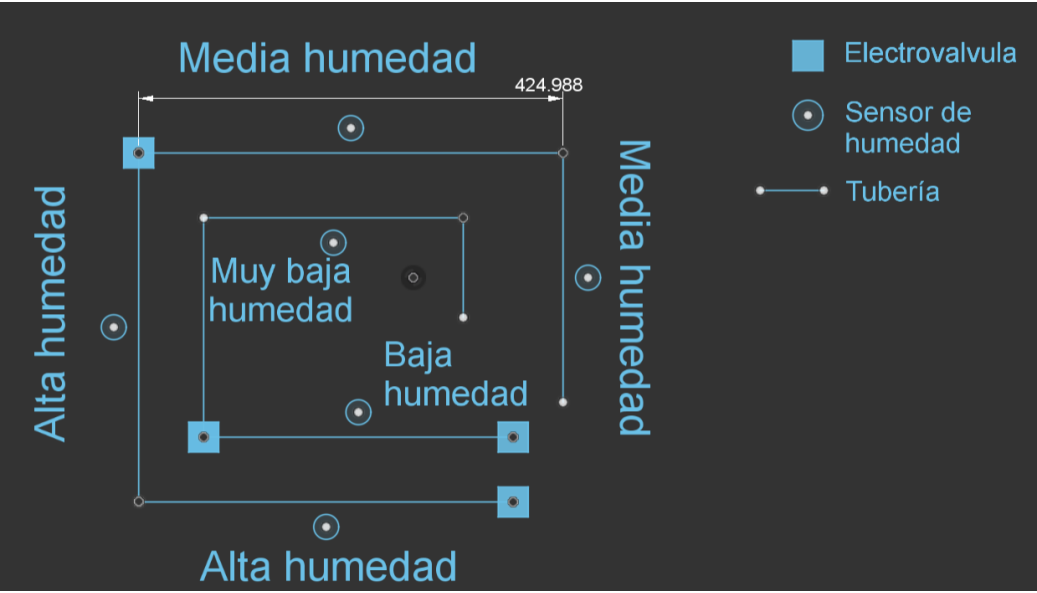 Media humedad
424.988
Electrovalvula
Sensor de
humedad
Tubería
Media humedad
Alta humedad
Muy baja
humedad
Baja
humedad
Alta humedad